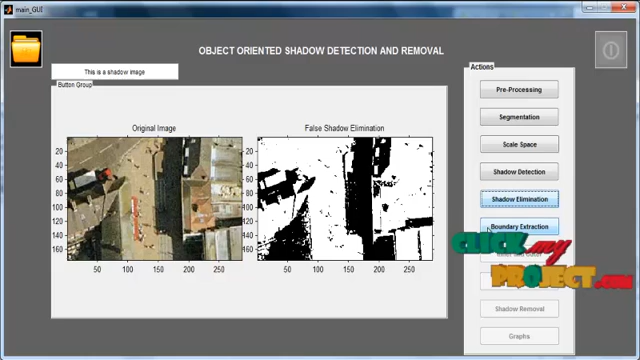 main_GUI
OBJECT ORIENTED SHADOW DETECTION AND REMOVAL
This is a shadow image
Button Group
Original Image
False Shadow Elimination
20
40
60
80
100
120
140
160
50 100 150 200 250
20
40
60
80
100
120
140
160
50 100 150 200 250
Actions
Pre-Processing
Segmentation
Scale Space
Shadow Detection
Shadow Elimination
Boundary Extraction
Shadow Removal
Graphs
CLICK my
PROJECT.COM